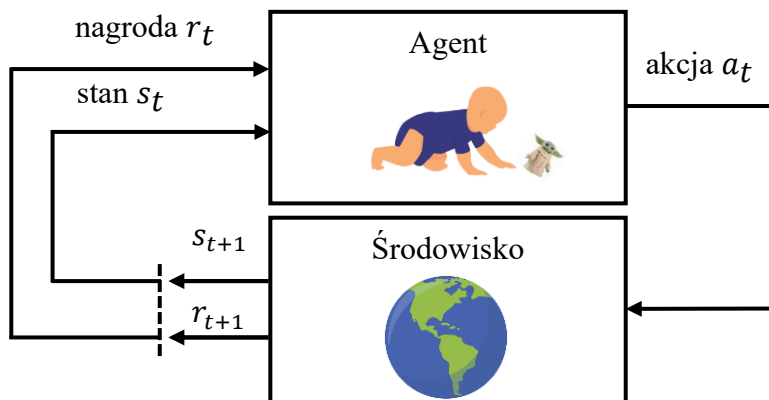 nagroda r_t
Agent
akcja a_t
stan s_t
s_{t+1}
Środowisko
r_{t+1}